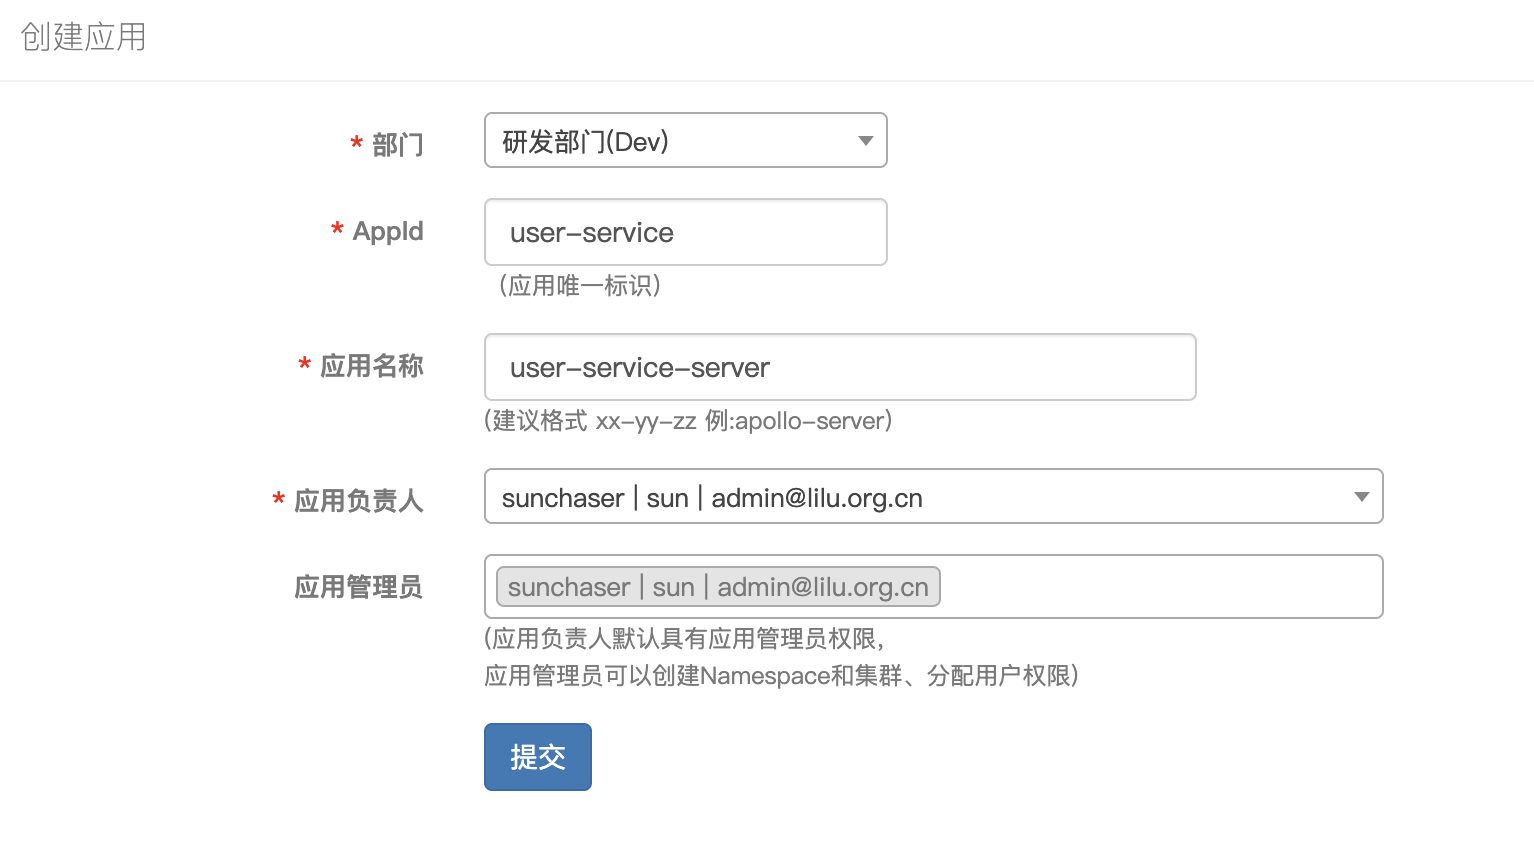 创建应用
* 部门
研发部门(Dev)
* AppId
user-service
(应用唯一标识)
* 应用名称
user-service-server
(建议格式 xx-yy-zz 例:apollo-server)
* 应用负责人
sunchaser | sun | admin@lilu.org.cn
应用管理员
sunchaser | sun | admin@lilu.org.cn
(应用负责人默认具有应用管理员权限,
应用管理员可以创建Namespace和集群、分配用户权限)
提交